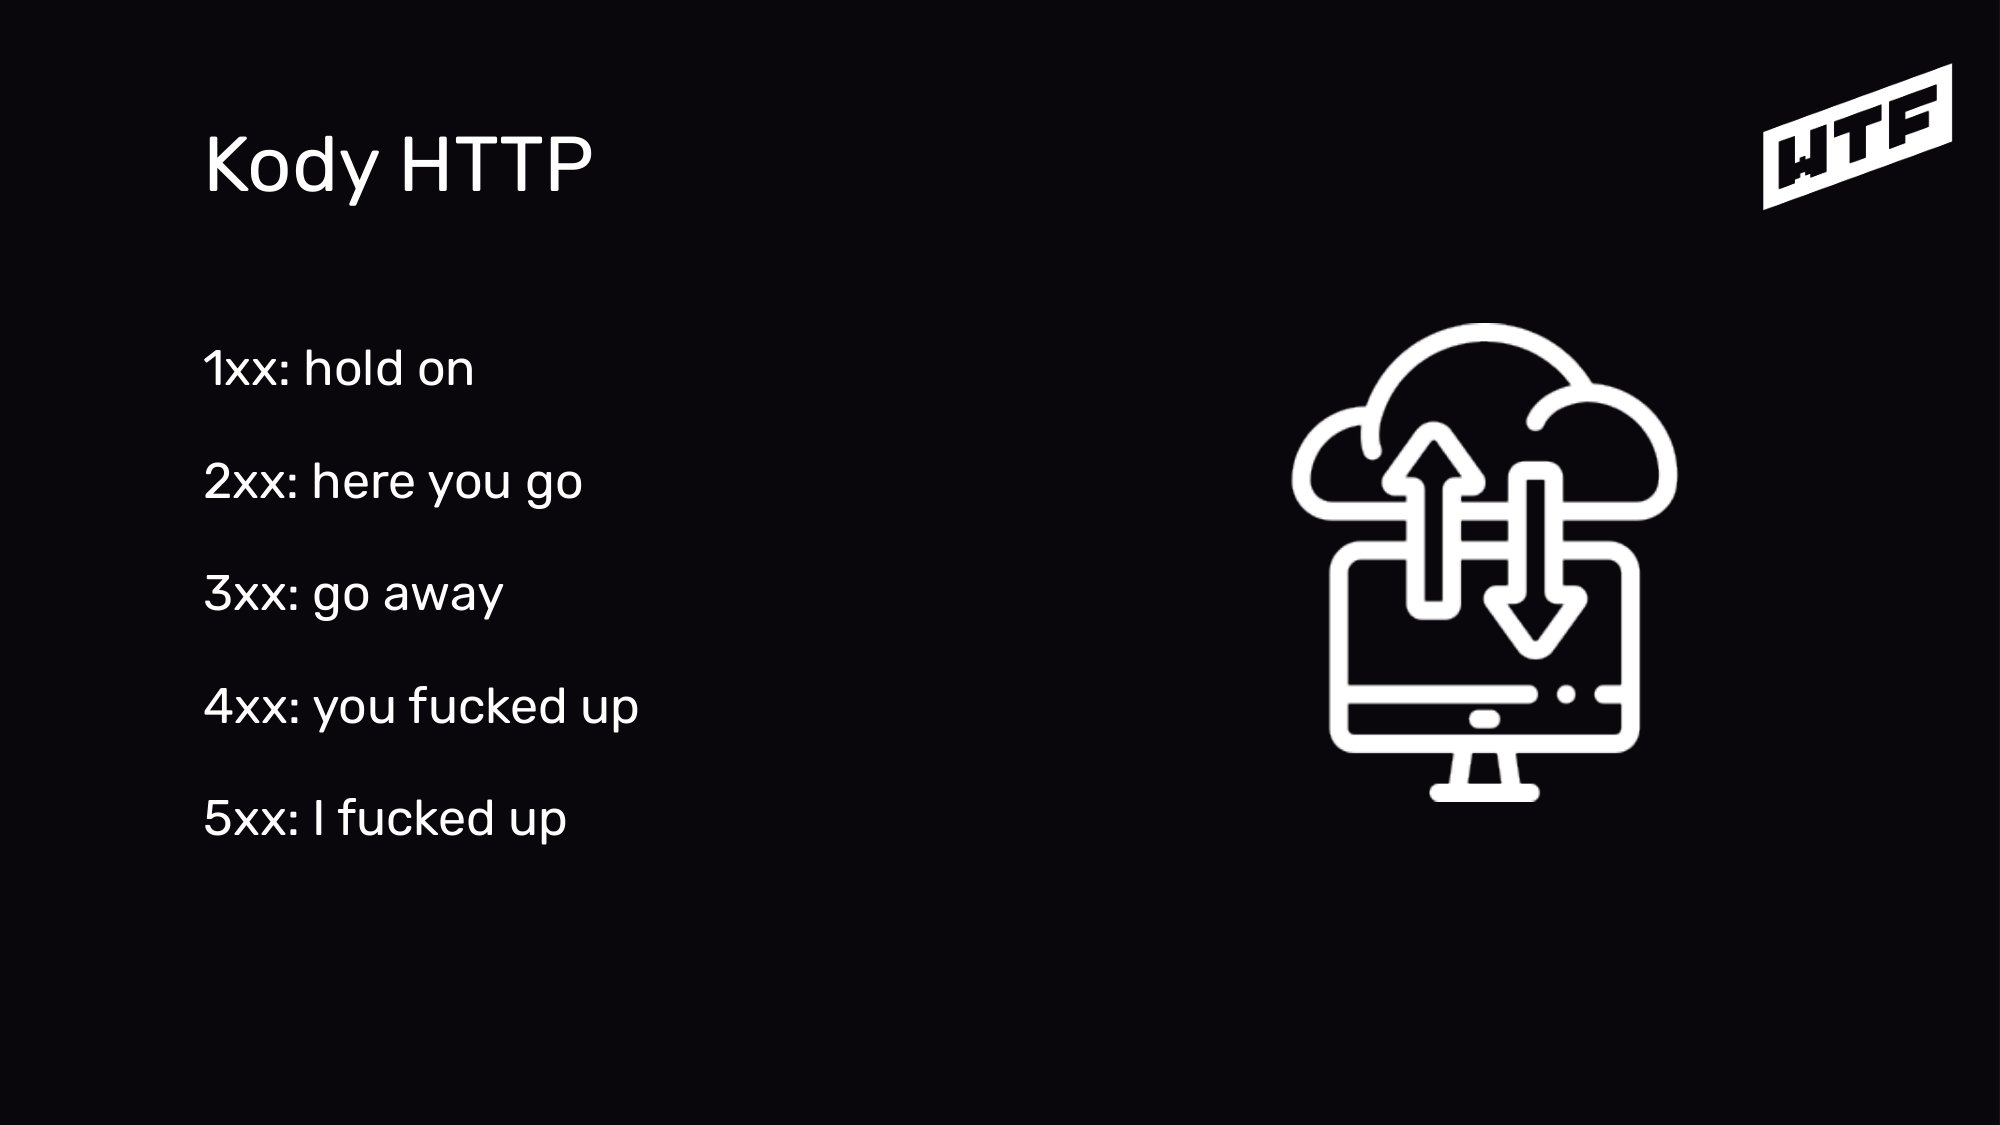 Kody HTTP
WTF
1xx: hold on
2xx: here you go
3xx: go away
4xx: you fucked up
5xx: I fucked up